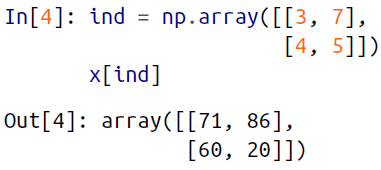 In[4]: ind = np.array([[3, 7],
                       [4, 5]])
       x[ind]
Out[4]: array([[71, 86],
               [60, 20]])